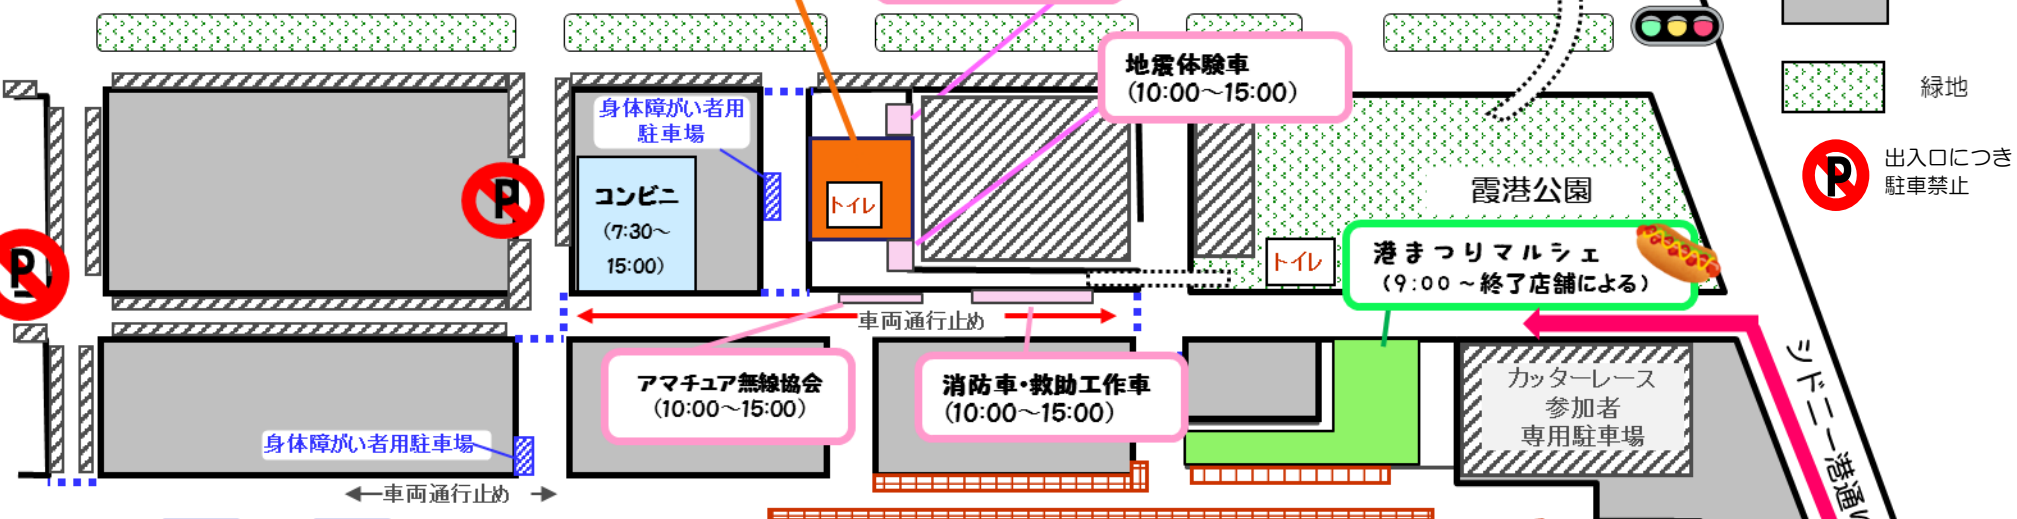 地震体験車
(10:00～15:00)
緑地
出入口につき
駐車禁止
身体障がい者用
駐車場
コンビニ
(7:30～
15:00)
トイレ
霞港公園
トイレ
港まつりマルシェ
(9:00～終了店舗による)
車両通行止め
アマチュア無線協会
(10:00～15:00)
消防車・救助工作車
(10:00～15:00)
カッターレース
参加者
専用駐車場
シドニー港通り
身体障がい者用駐車場
車両通行止め
P
P
P